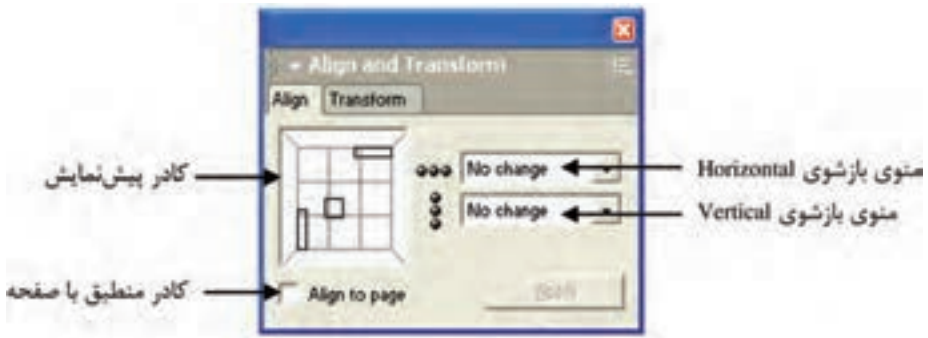 Align and Transform
Align Transform
No change
No change
Align to page
Apply
کادر پیش‌نمایش
کادر منطبق با صفحه
منوی بازشوی Horizontal
منوی بازشوی Vertical